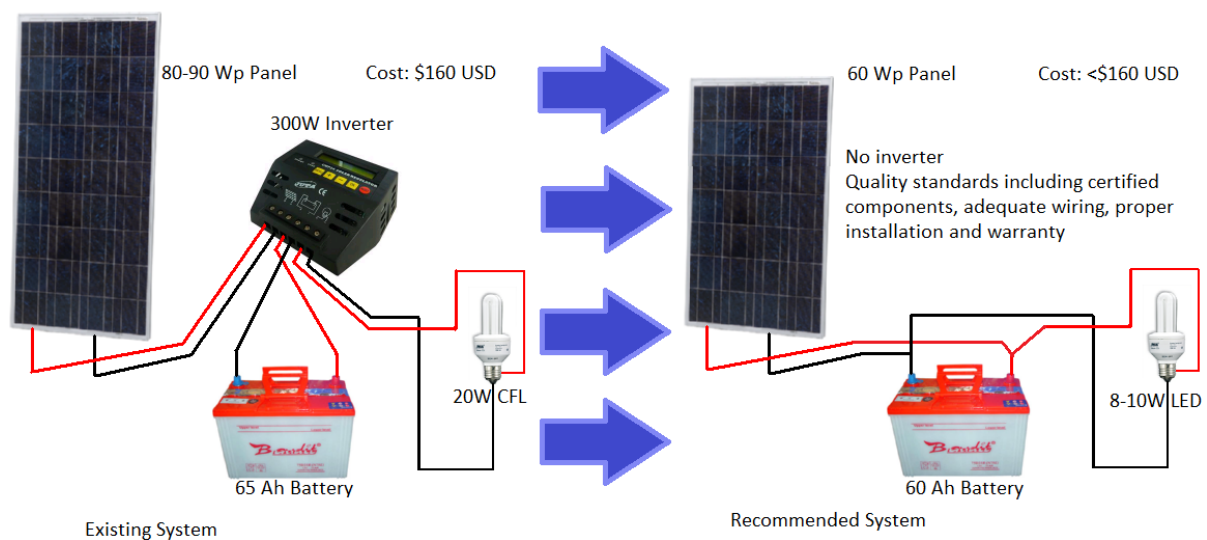 80-90 Wp Panel
Cost: $160 USD
300W Inverter
20W CFL
65 Ah Battery
Existing System
60 Wp Panel
Cost: <$160 USD
No inverter
Quality standards including certified
components, adequate wiring, proper
installation and warranty
8-10W LED
60 Ah Battery
Recommended System